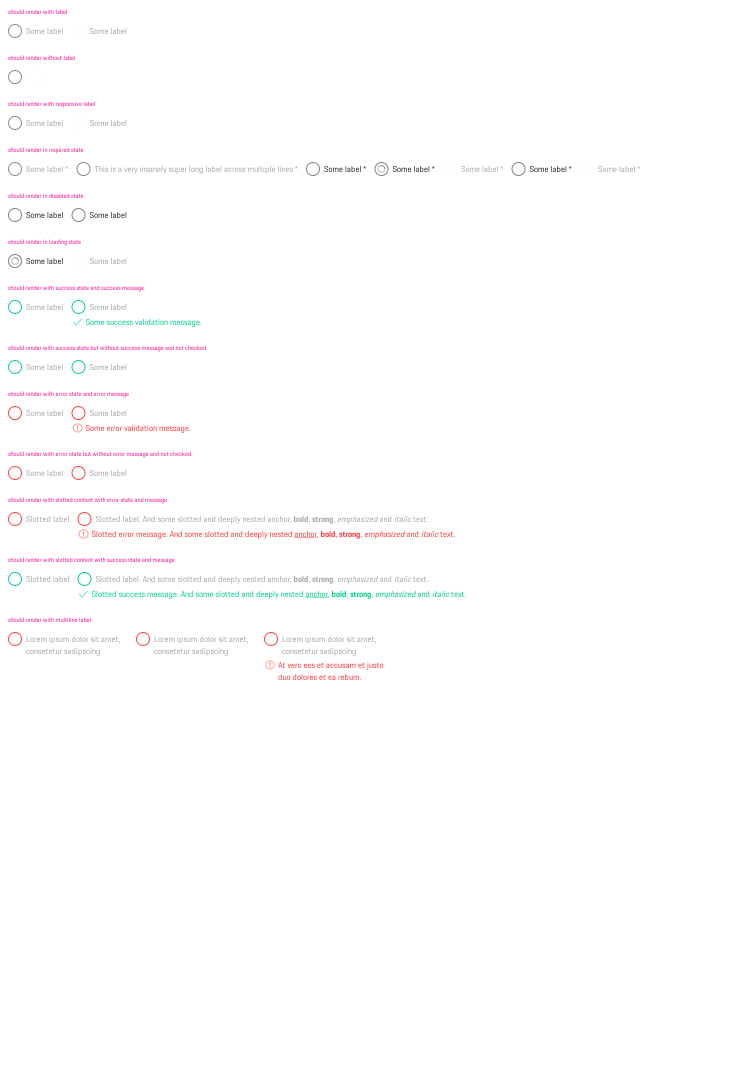 should render with label
Some label Some label
should render without label
should render with responsive label
Some label Some label
should render in required state
Some label * This is a very insanely super long label across multiple lines * Some label * Some label * Some label * Some label * Some label *
should render in disabled state
Some label Some label
should render in loading state
Some label Some label
should render with success state and success message
Some label Some label
Some success validation message.
should render with success state but without success message and not checked
Some label Some label
should render with error state and error message
Some label Some label
Some error validation message.
should render with error state but without error message and not checked
Some label Some label
should render with slotted content with error state and message
Slotted label Slotted label. And some slotted and deeply nested anchor, bold, strong, emphasized and italic text.
Slotted error message. And some slotted and deeply nested anchor, bold, strong, emphasized and italic text.
should render with slotted content with success state and message
Slotted label Slotted label. And some slotted and deeply nested anchor, bold, strong, emphasized and italic text.
Slotted success message. And some slotted and deeply nested anchor, bold, strong, emphasized and italic text.
should render with multiline label
Lorem ipsum dolor sit amet, Lorem ipsum dolor sit amet, Lorem ipsum dolor sit amet,
consetetur sadipscing consetetur sadipscing consetetur sadipscing
At vero eos et accusam et justo
duo dolores et ea rebum.